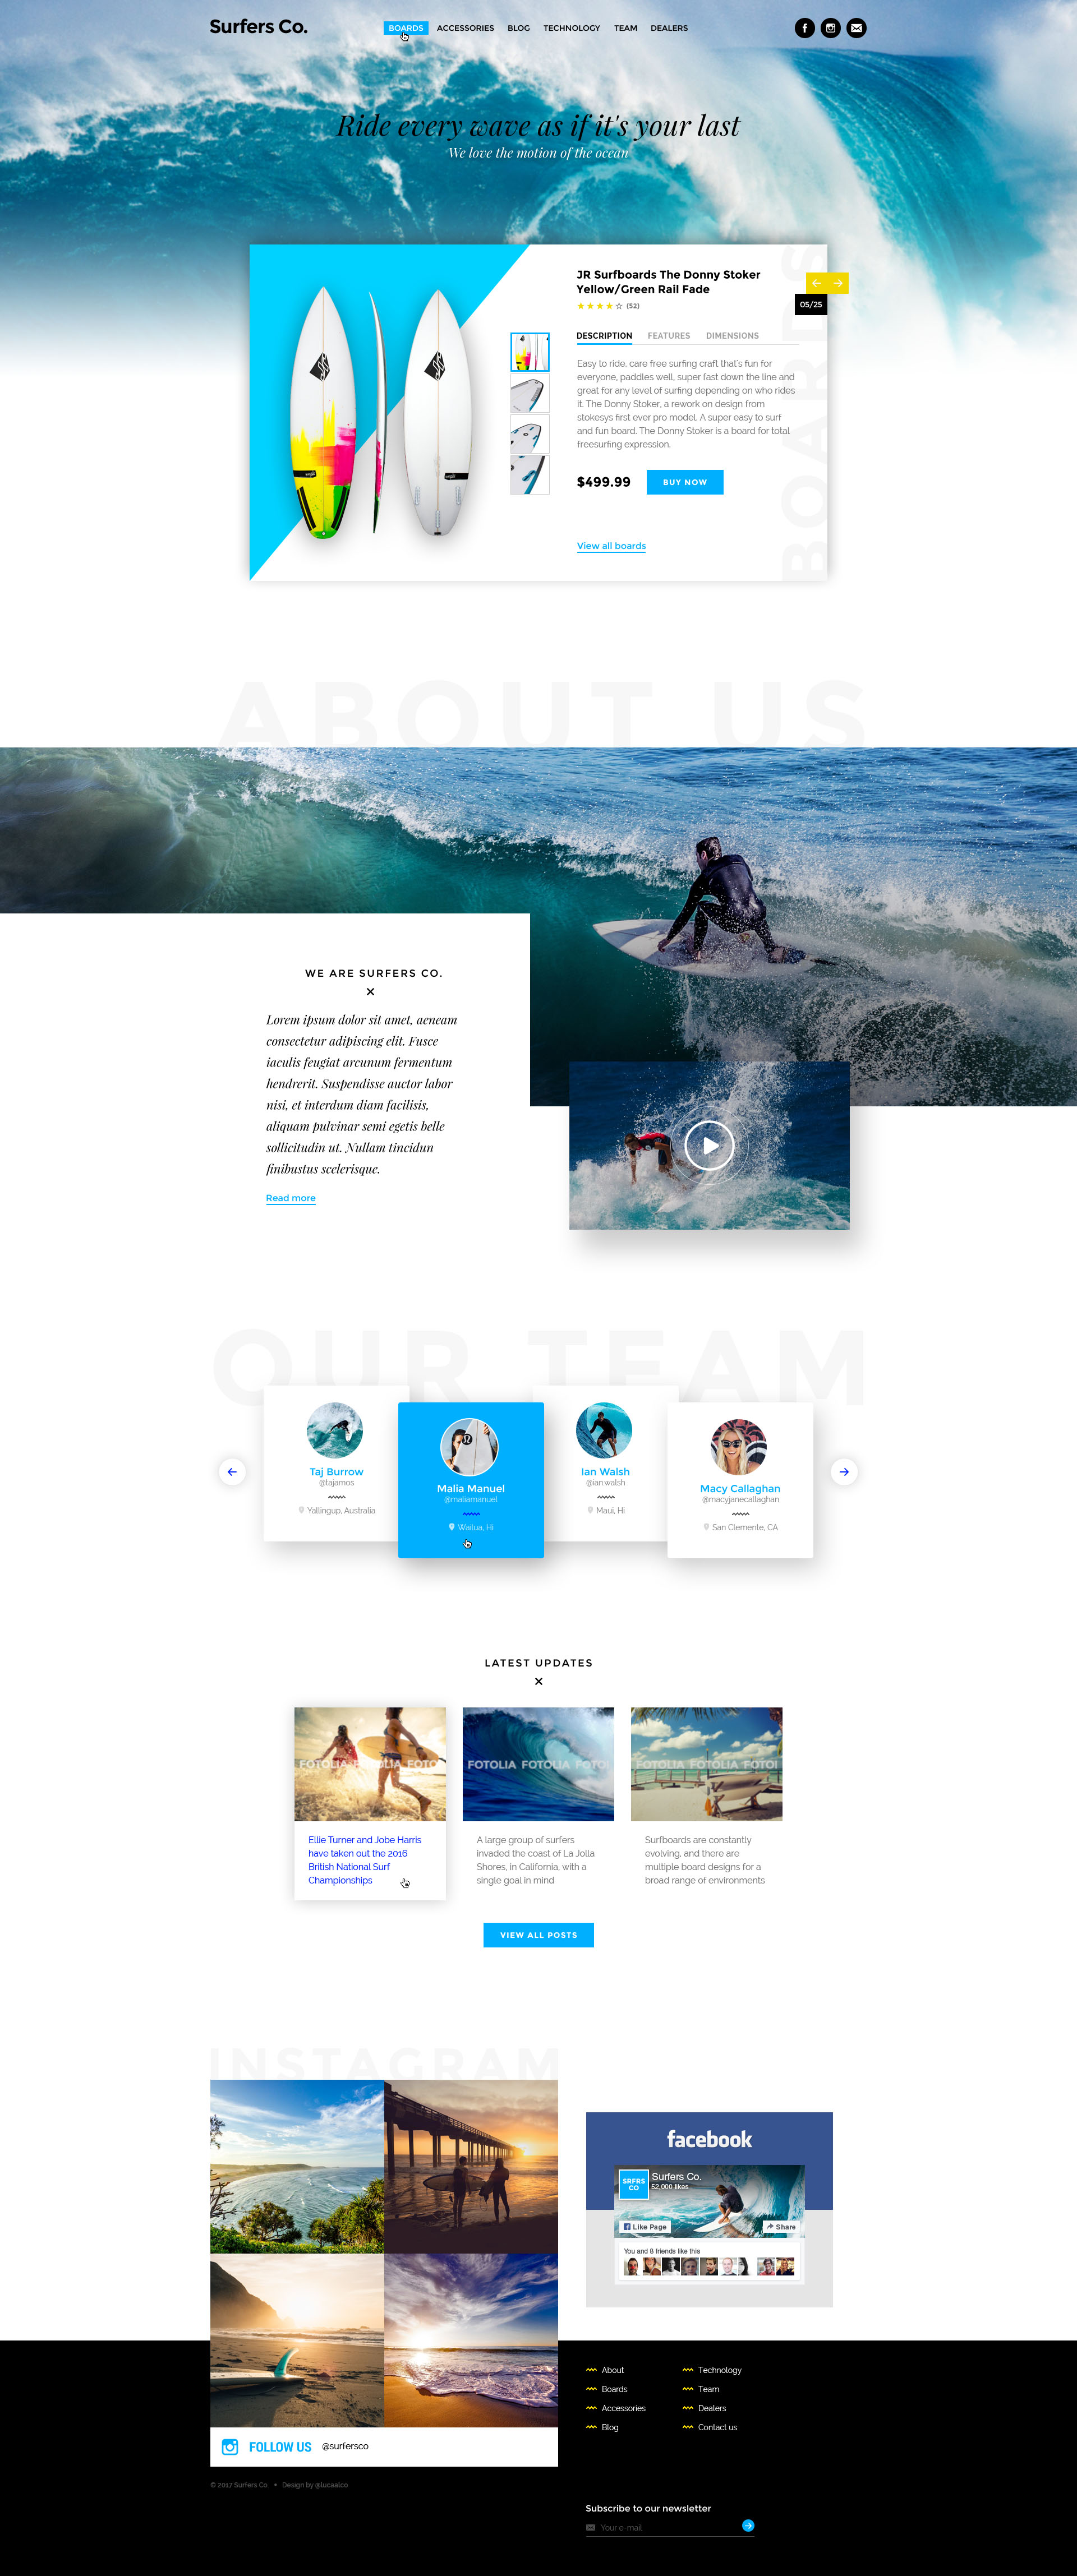 Surfers Co.
BOARDS
ACCESSORIES
BLOG
TECHNOLOGY
TEAM
DEALERS
Ride every wave as if it's your last
We love the motion of the ocean
JR Surfboards The Donny Stoker
Yellow/Green Rail Fade
(52)
05/25
DESCRIPTION
FEATURES
DIMENSIONS
Easy to ride, care free surfing craft that's fun for
everyone, paddles well, super fast down the line and
great for any level of surfing depending on who rides
it. The Donny Stoker, a rework on design from
stokesys first ever pro model. A super easy to surf
and fun board. The Donny Stoker is a board for total
freesurfing expression.
$499.99
BUY NOW
View all boards
BOARDS
ABOUT US
WE ARE SURFERS CO.
Lorem ipsum dolor sit amet, aeneam
consectetur adipiscing elit. Fusce
iaculis feugiat arcunum fermentum
hendrerit. Suspendisse auctor labor
nisi, et interdum diam facilisis,
aliquam pulvinar semi egetis belle
sollicitudin ut. Nullam tincidun
finibustus scelerisque.
Read more
OUR TEAM
Taj Burrow
@tajamos
Yallingup, Australia
Malia Manuel
@maliamanuel
Wailua, Hi
Ian Walsh
@ian.walsh
Maui, Hi
Macy Callaghan
@macyjanecallaghan
San Clemente, CA
LATEST UPDATES
FOTOLIA FOTOLIA FOTO
FOTOLIA FOTOLIA FOTO
FOTOLIA FOTOLIA FOTOL
Ellie Turner and Jobe Harris
have taken out the 2016
British National Surf
Championships
A large group of surfers
invaded the coast of La Jolla
Shores, in California, with a
single goal in mind
Surfboards are constantly
evolving, and there are
multiple board designs for a
broad range of environments
VIEW ALL POSTS
INSTAGRAM
facebook
SRFRS
CO
Surfers Co.
52,000 likes
Like Page
Share
You and 8 friends like this
About
Boards
Accessories
Blog
Technology
Team
Dealers
Contact us
FOLLOW US
@surfersco
© 2017 Surfers Co. • Design by @lucaalco
Subscribe to our newsletter
Your e-mail